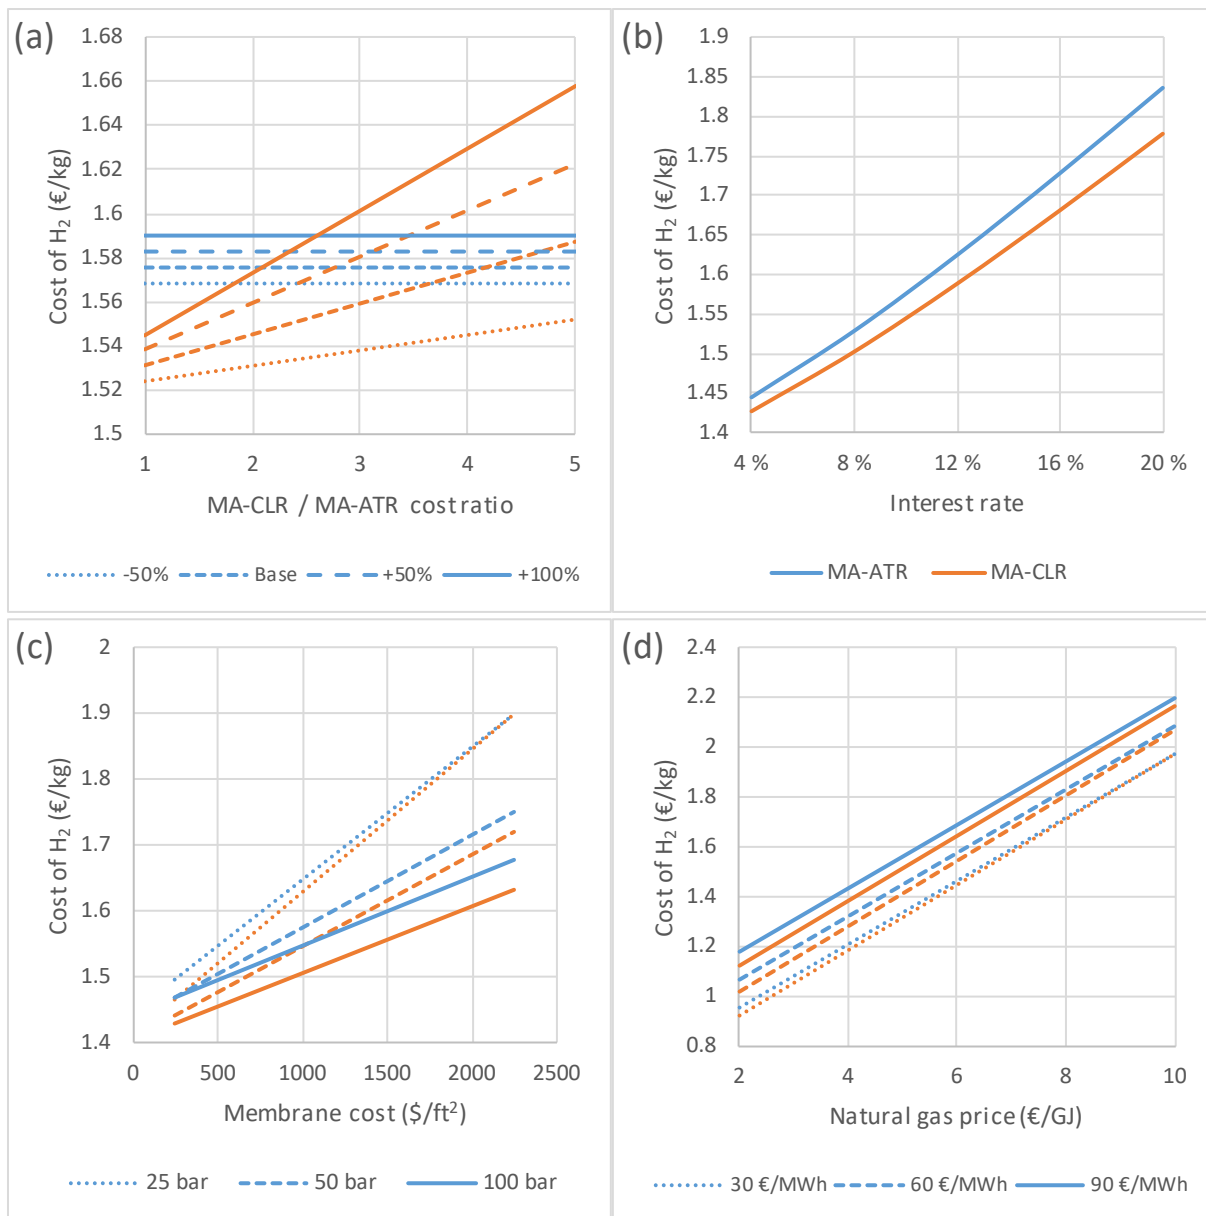 (a)
1.68
1.66
1.64
1.62
1.6
1.58
1.56
1.54
1.52
1.5
Cost of H₂ (€/kg)
1 2 3 4 5
MA-CLR / MA-ATR cost ratio
-50% Base +50% +100%
(b)
1.9
1.85
1.8
1.75
1.7
1.65
1.6
1.55
1.5
1.45
1.4
Cost of H₂ (€/kg)
4 % 8 % 12 % 16 % 20 %
Interest rate
MA-ATR MA-CLR
(c)
2
1.9
1.8
1.7
1.6
1.5
1.4
Cost of H₂ (€/kg)
0 500 1000 1500 2000 2500
Membrane cost ($/ft²)
25 bar 50 bar 100 bar
(d)
2.4
2.2
2
1.8
1.6
1.4
1.2
1
0.8
Cost of H₂ (€/kg)
2 4 6 8 10
Natural gas price (€/GJ)
30 €/MWh 60 €/MWh 90 €/MWh